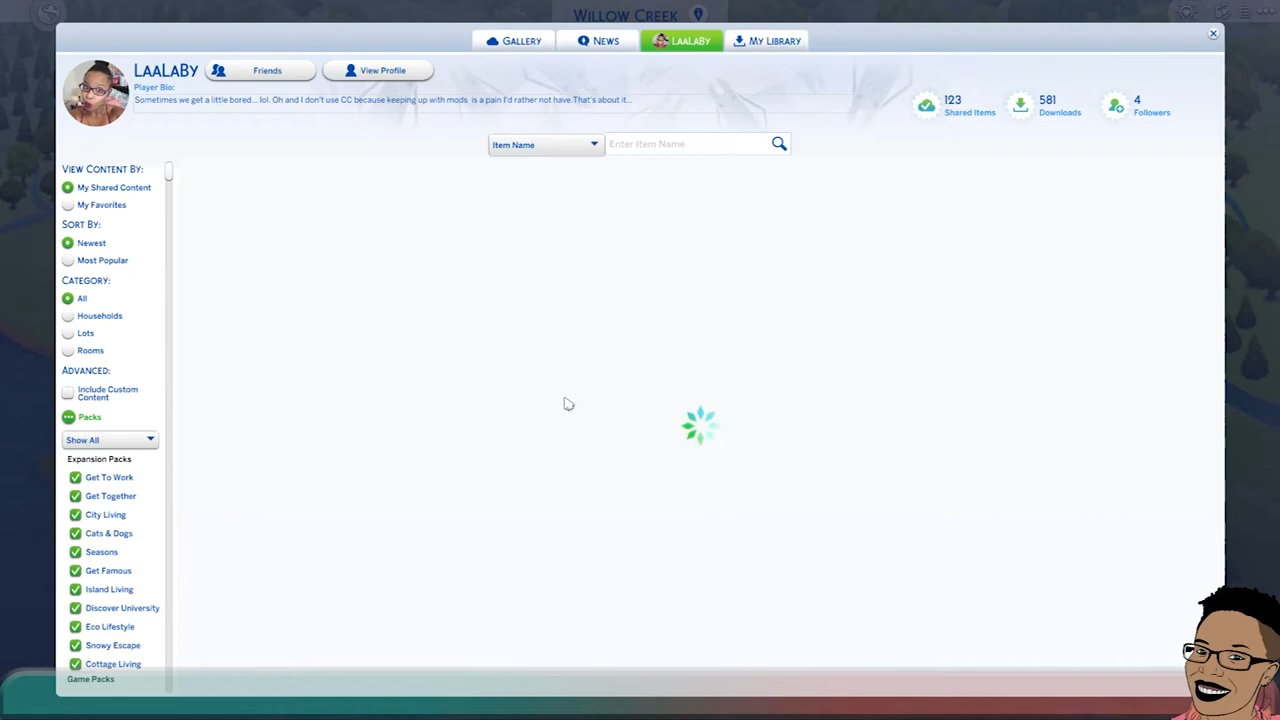 WILLOW CREEK
GALLERY NEWS LAALABY MY LIBRARY
LAALABY Friends View Profile
Player Bio:
Sometimes we get a little bored... lol. Oh and I don't use CC because keeping up with mods is a pain I'd rather not have.That's about it...
123 Shared Items
581 Downloads
4 Followers
Item Name Enter Item Name
VIEW CONTENT BY:
My Shared Content
My Favorites
SORT BY:
Newest
Most Popular
CATEGORY:
All
Households
Lots
Rooms
ADVANCED:
Include Custom
Content
Packs
Show All
Expansion Packs
Get To Work
Get Together
City Living
Cats & Dogs
Seasons
Get Famous
Island Living
Discover University
Eco Lifestyle
Snowy Escape
Cottage Living
Game Packs